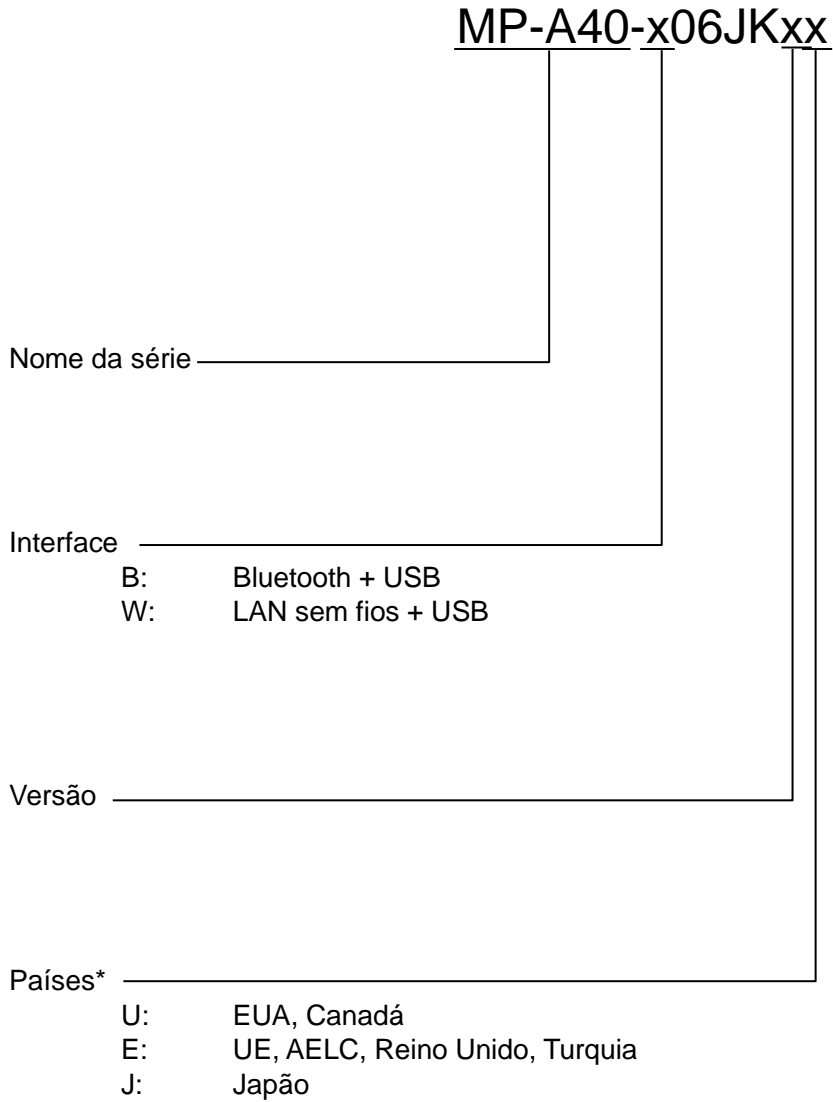 MP-A40-x06JKxx
Nome da série
Interface
B: Bluetooth + USB
W: LAN sem fios + USB
Versão
Países*
U: EUA, Canadá
E: UE, AELC, Reino Unido, Turquia
J: Japão